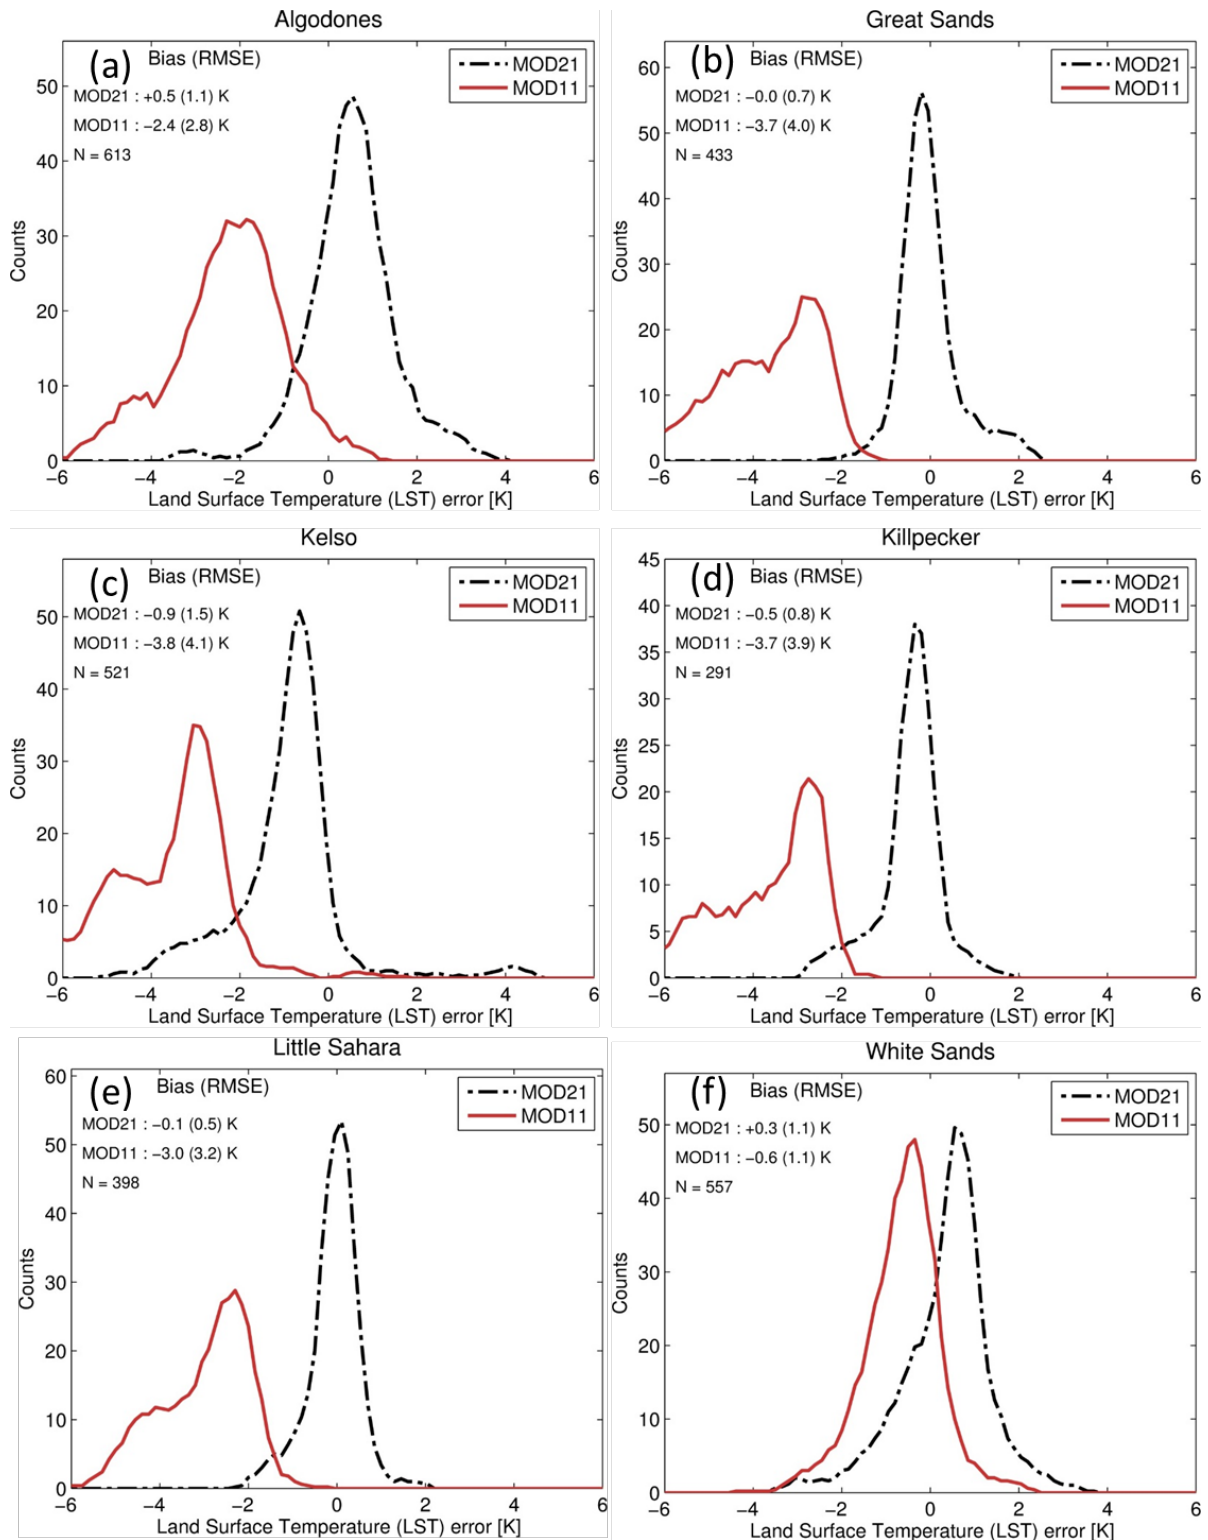 Algodones
(a) Bias (RMSE)
MOD21 : +0.5 (1.1) K
MOD11 : −2.4 (2.8) K
N = 613
MOD21
MOD11
Counts
50
40
30
20
10
0
−6 −4 −2 0 2 4 6
Land Surface Temperature (LST) error [K]
Great Sands
(b) Bias (RMSE)
MOD21 : −0.0 (0.7) K
MOD11 : −3.7 (4.0) K
N = 433
MOD21
MOD11
Counts
60
50
40
30
20
10
0
−6 −4 −2 0 2 4 6
Land Surface Temperature (LST) error [K]
Kelso
(c) Bias (RMSE)
MOD21 : −0.9 (1.5) K
MOD11 : −3.8 (4.1) K
N = 521
MOD21
MOD11
Counts
50
40
30
20
10
0
−6 −4 −2 0 2 4 6
Land Surface Temperature (LST) error [K]
Killpecker
(d) Bias (RMSE)
MOD21 : −0.5 (0.8) K
MOD11 : −3.7 (3.9) K
N = 291
MOD21
MOD11
Counts
45
40
35
30
25
20
15
10
5
0
−6 −4 −2 0 2 4 6
Land Surface Temperature (LST) error [K]
Little Sahara
(e) Bias (RMSE)
MOD21 : −0.1 (0.5) K
MOD11 : −3.0 (3.2) K
N = 398
MOD21
MOD11
Counts
60
50
40
30
20
10
0
−6 −4 −2 0 2 4 6
Land Surface Temperature (LST) error [K]
White Sands
(f) Bias (RMSE)
MOD21 : +0.3 (1.1) K
MOD11 : −0.6 (1.1) K
N = 557
MOD21
MOD11
Counts
50
40
30
20
10
0
−6 −4 −2 0 2 4 6
Land Surface Temperature (LST) error [K]